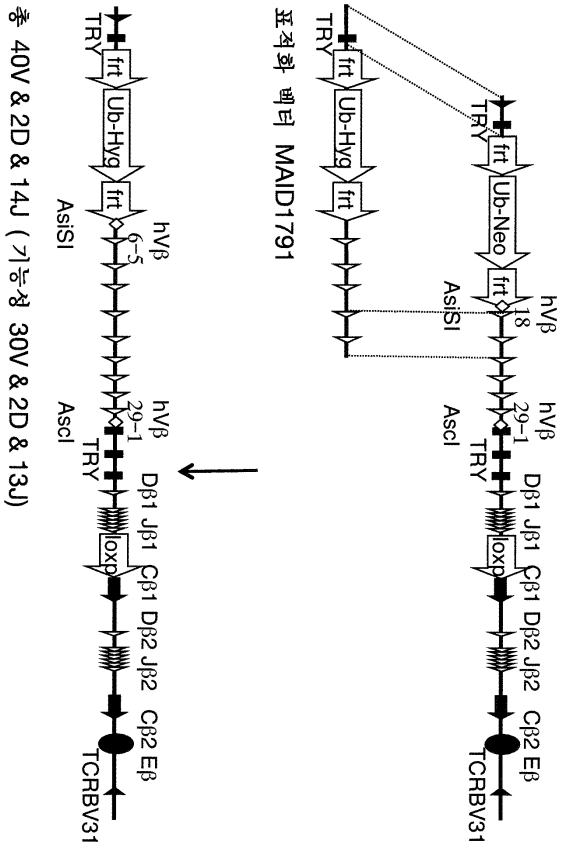 hVβ hVβ
18 29-1 Dβ1 Jβ1 Cβ1 Dβ2 Jβ2 Cβ2 Eβ
frt Ub-Neo frt loxp
TRY AsiSI AscI TRY TCRBV31
frt Ub-Hyg frt
TRY
표적화 벡터 MAID1791
hVβ hVβ
6-5 29-1 Dβ1 Jβ1 Cβ1 Dβ2 Jβ2 Cβ2 Eβ
frt Ub-Hyg frt loxp
TRY AsiSI AscI TRY TCRBV31
총 40V & 2D & 14J ( 기능성 30V & 2D & 13J)